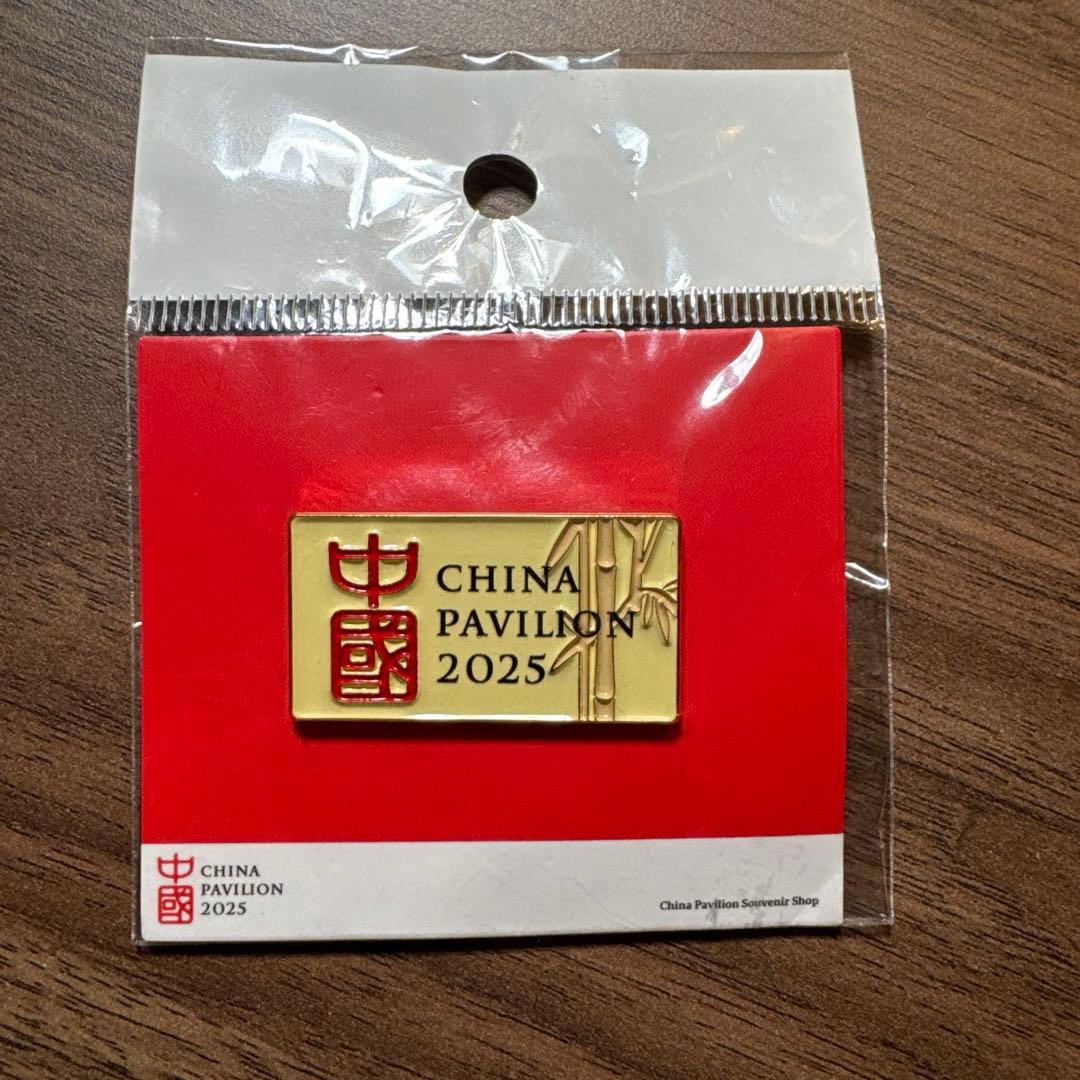 中
國
CHINA
PAVILION
2025
中
國
CHINA
PAVILION
2025
China Pavilion Souvenir Shop